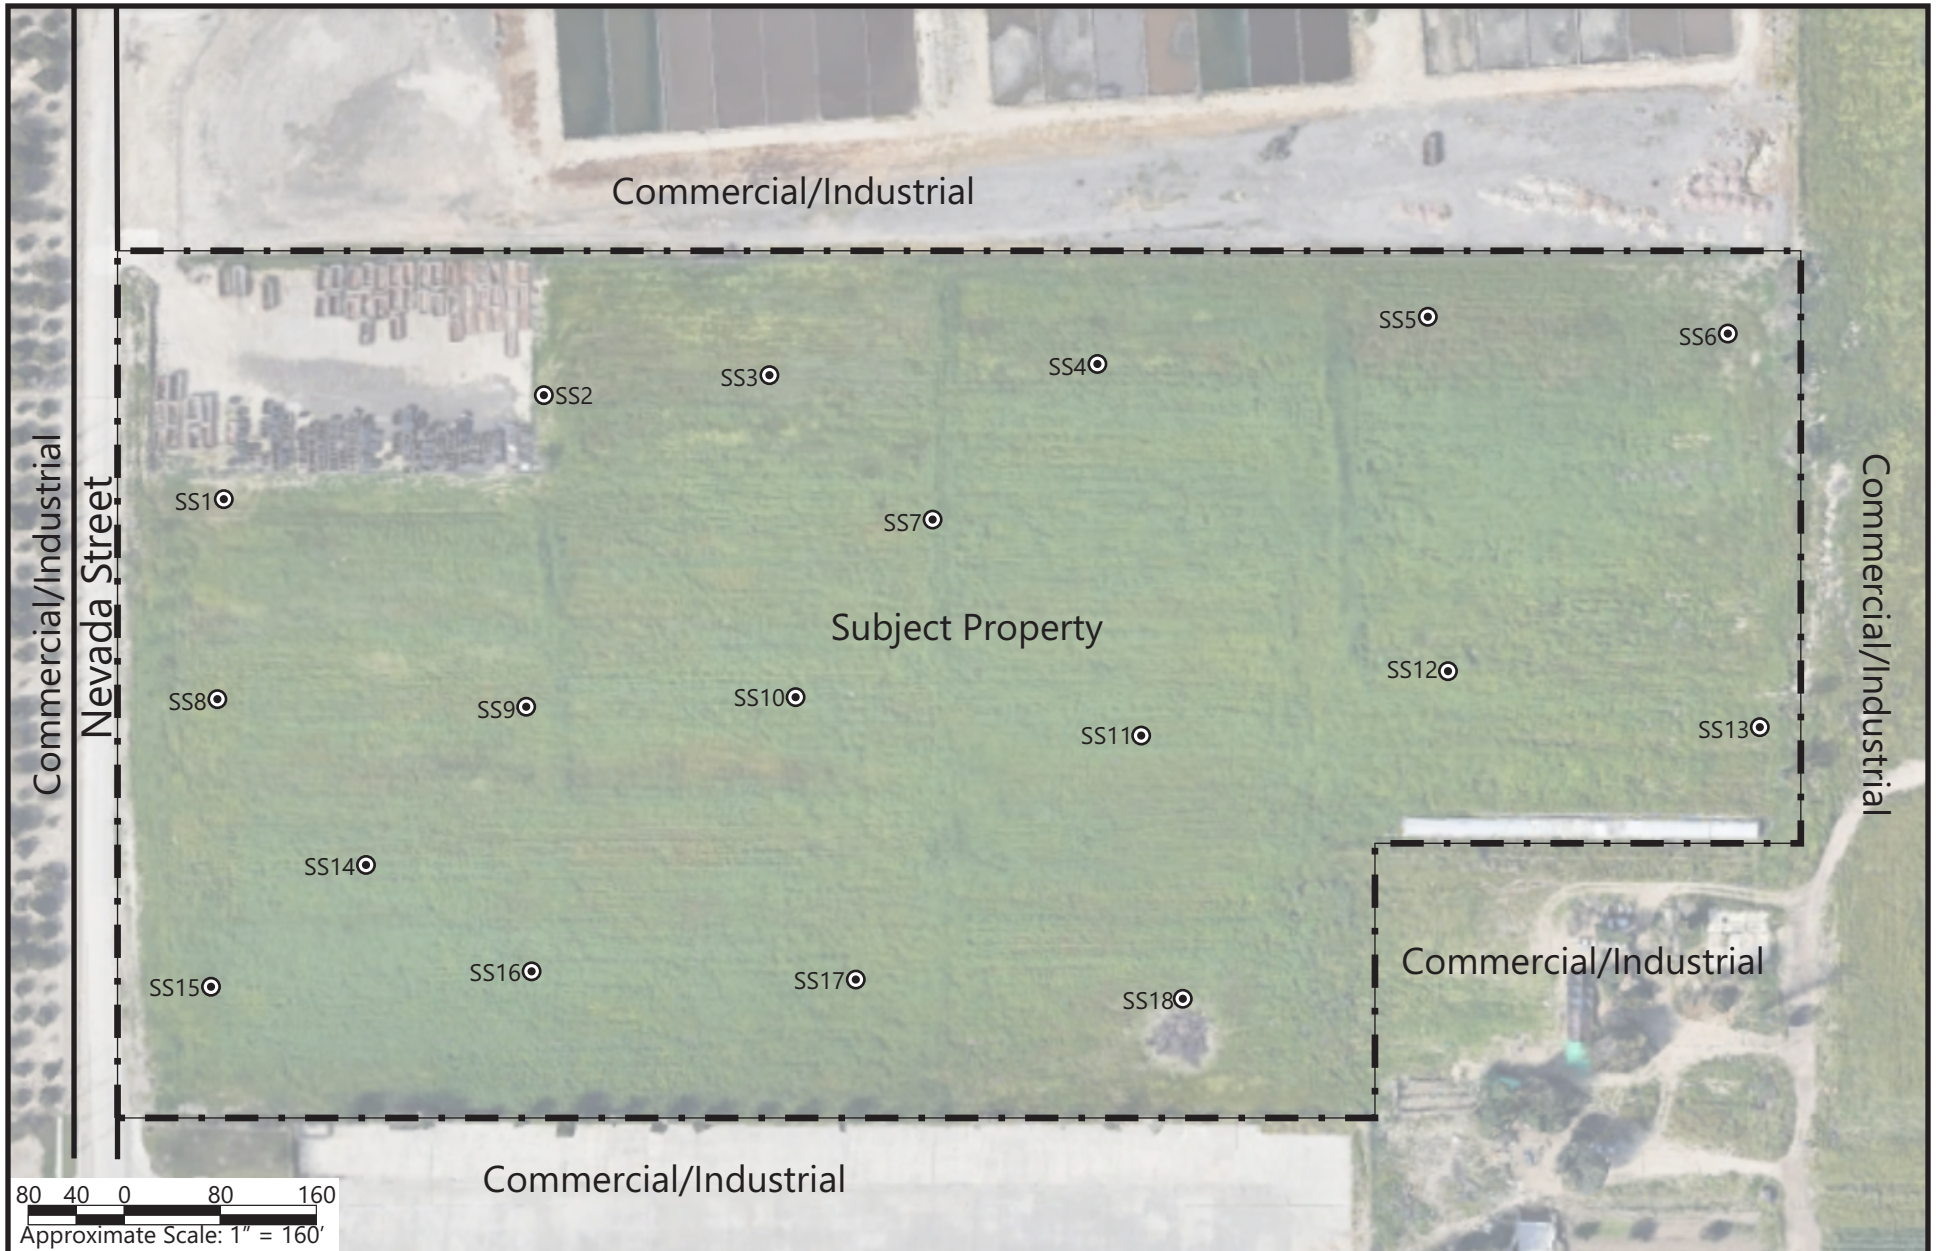 Commercial/Industrial
SS5
SS6
SS4
SS3
SS2
SS1
SS7
Commercial/Industrial
Nevada Street
Subject Property
Commercial/Industrial
SS12
SS10
SS8
SS9
SS13
SS11
SS14
Commercial/Industrial
SS16
SS17
SS15
SS18
Commercial/Industrial
80 40 0 80 160
Approximate Scale: 1" = 160'